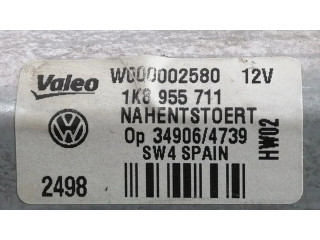 Valeo W000002580 12V
1K8 955 711
NAHENTSTOERT
Op 34906/4739
SW4 SPAIN
HW02
2498